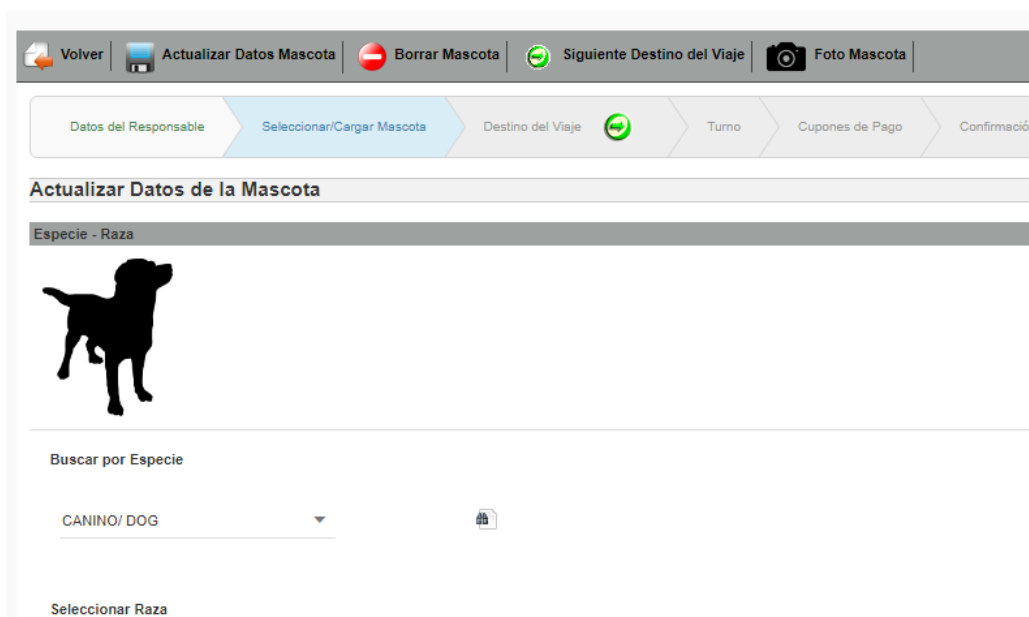 Volver Actualizar Datos Mascota Borrar Mascota Siguiente Destino del Viaje Foto Mascota
Datos del Responsable Seleccionar/Cargar Mascota Destino del Viaje Turno Cupones de Pago Confirmació
Actualizar Datos de la Mascota
Especie - Raza
Buscar por Especie
CANINO/ DOG
Seleccionar Raza